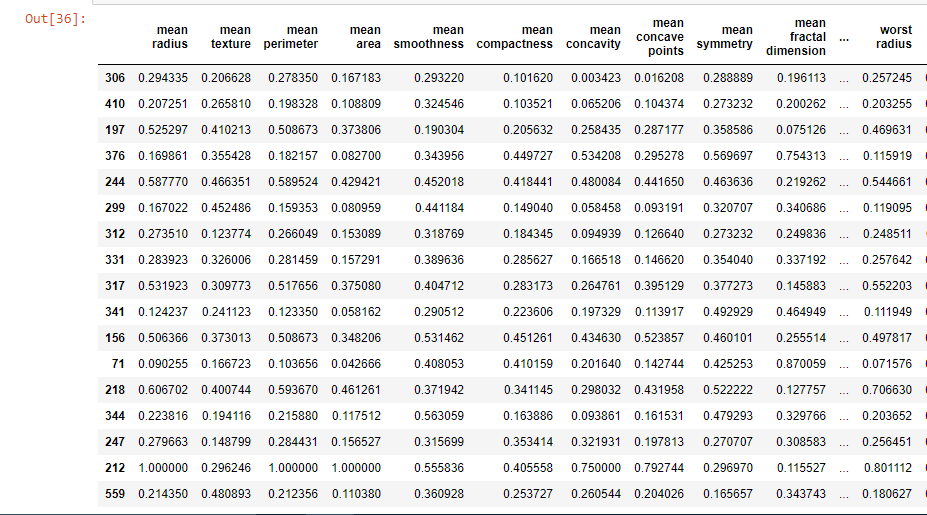 Out[36]:
mean radius mean texture mean perimeter mean area mean smoothness mean compactness mean concavity mean concave points mean symmetry mean fractal dimension ... worst radius
306 0.294335 0.206628 0.278350 0.167183 0.293220 0.101620 0.003423 0.016208 0.288889 0.196113 ... 0.257245
410 0.207251 0.265810 0.198328 0.108809 0.324546 0.103521 0.065206 0.104374 0.273232 0.200262 ... 0.203255
197 0.525297 0.410213 0.508673 0.373806 0.190304 0.205632 0.258435 0.287177 0.358586 0.075126 ... 0.469631
376 0.169861 0.355428 0.182157 0.082700 0.343956 0.449727 0.534208 0.295278 0.569697 0.754313 ... 0.115919
244 0.587770 0.466351 0.589524 0.429421 0.452018 0.418441 0.480084 0.441650 0.463636 0.219262 ... 0.544661
299 0.167022 0.452486 0.159353 0.080959 0.441184 0.149040 0.058458 0.093191 0.320707 0.340686 ... 0.119095
312 0.273510 0.123774 0.266049 0.153089 0.318769 0.184345 0.094939 0.126640 0.273232 0.249836 ... 0.248511
331 0.283923 0.326006 0.281459 0.157291 0.389636 0.285627 0.166518 0.146620 0.354040 0.337192 ... 0.257642
317 0.531923 0.309773 0.517656 0.375080 0.404712 0.283173 0.264761 0.395129 0.377273 0.145883 ... 0.552203
341 0.124237 0.241123 0.123350 0.058162 0.290512 0.223606 0.197329 0.113917 0.492929 0.464949 ... 0.111949
156 0.506366 0.373013 0.508673 0.348206 0.531462 0.451261 0.434630 0.523857 0.460101 0.255514 ... 0.497817
71 0.090255 0.166723 0.103656 0.042666 0.408053 0.410159 0.201640 0.142744 0.425253 0.870059 ... 0.071576
218 0.606702 0.400744 0.593670 0.461261 0.371942 0.341145 0.298032 0.431958 0.522222 0.127757 ... 0.706630
344 0.223816 0.194116 0.215880 0.117512 0.563059 0.163886 0.093861 0.161531 0.479293 0.329766 ... 0.203652
247 0.279663 0.148799 0.284431 0.156527 0.315699 0.353414 0.321931 0.197813 0.270707 0.308583 ... 0.256451
212 1.000000 0.296246 1.000000 1.000000 0.555836 0.405558 0.750000 0.792744 0.296970 0.115527 ... 0.801112
559 0.214350 0.480893 0.212356 0.110380 0.360928 0.253727 0.260544 0.204026 0.165657 0.343743 ... 0.180627